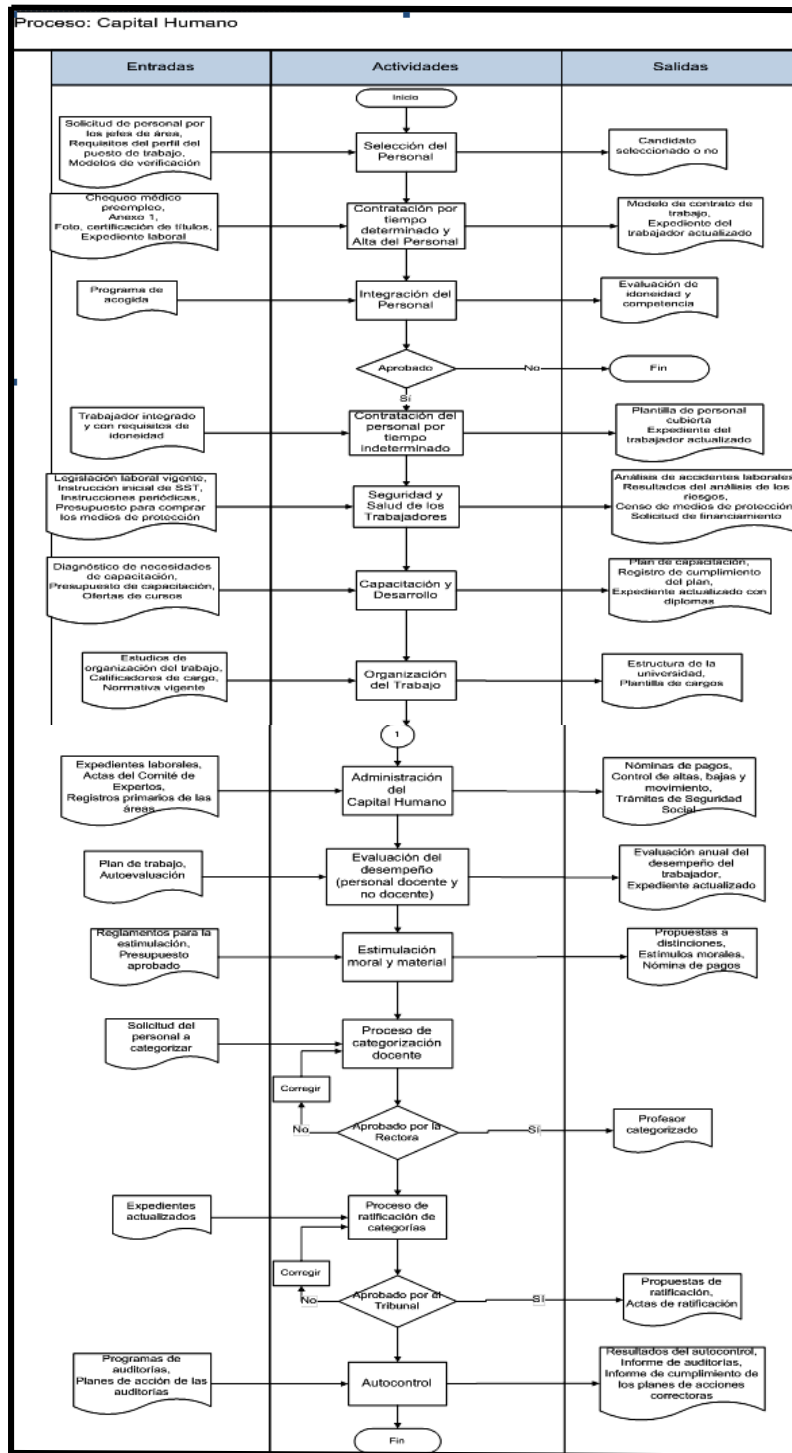 Proceso: Capital Humano
Entradas
Actividades
Salidas
Inicio
Solicitud de personal por
los jefes de área,
Requisitos del perfil del
puesto de trabajo,
Modelos de verificación
Selección del
Personal
Candidato
seleccionado o no
Chequeo médico
preempleo,
Anexo 1,
Foto, certificación de títulos,
Expediente laboral
Contratación por
tiempo
determinado y
Alta del Personal
Modelo de contrato de
trabajo,
Expediente del
trabajador actualizado
Programa de
acogida
Integración del
Personal
Evaluación de
idoneidad y
competencia
Aprobado
No
Fin
Sí
Trabajador integrado
y con requisitos de
idoneidad
Contratación del
personal por
tiempo
indeterminado
Plantilla de personal
cubierta
Expediente del
trabajador actualizado
Legislación laboral vigente,
Instrucción inicial de SST,
Instrucciones periódicas,
Presupuesto para comprar
los medios de protección
Seguridad y
Salud de los
Trabajadores
Análisis de accidentes laborales
Resultados del análisis de los
riesgos,
Censo de medios de protección
Solicitud de financiamiento
Diagnóstico de necesidades
de capacitación,
Presupuesto de capacitación,
Ofertas de cursos
Capacitación y
Desarrollo
Plan de capacitación,
Registro de cumplimiento
del plan,
Expediente actualizado con
diplomas
Estudios de
organización del trabajo,
Calificadores de cargo,
Normativa vigente
Organización
del Trabajo
Estructura de la
universidad,
Plantilla de cargos
1
Expedientes laborales,
Actas del Comité de
Expertos,
Registros primarios de las
áreas
Administración
del
Capital Humano
Nóminas de pagos,
Control de altas, bajas y
movimiento,
Trámites de Seguridad
Social
Plan de trabajo,
Autoevaluación
Evaluación del
desempeño
(personal docente y
no docente)
Evaluación anual del
desempeño del
trabajador,
Expediente actualizado
Reglamentos para la
estimulación,
Presupuesto
aprobado
Estimulación
moral y material
Propuestas a
distinciones,
Estímulos morales,
Nómina de pagos
Solicitud del
personal a
categorizar
Proceso de
categorización
docente
Corregir
No
Aprobado por la
Rectora
Sí
Profesor
categorizado
Expedientes
actualizados
Proceso de
ratificación de
categorías
Corregir
No
Aprobado por el
Tribunal
Sí
Propuestas de
ratificación,
Actas de ratificación
Programas de
auditorías,
Planes de acción de las
auditorías
Autocontrol
Resultados del autocontrol,
Informe de auditorías,
Informe de cumplimiento de
los planes de acciones
correctoras
Fin